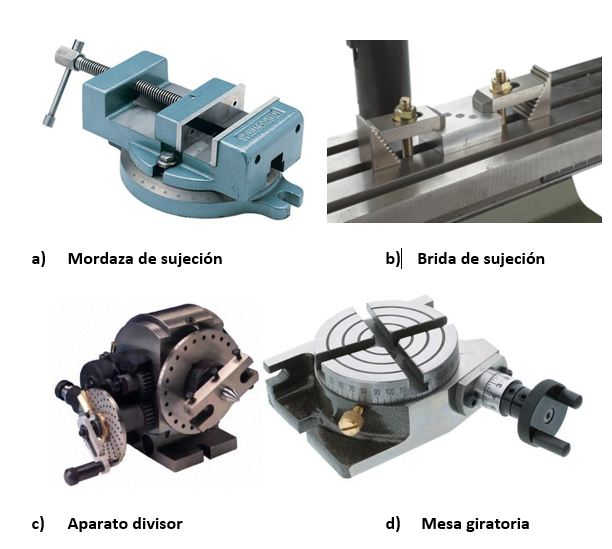 a) Mordaza de sujeción
b) Brida de sujeción
c) Aparato divisor
d) Mesa giratoria